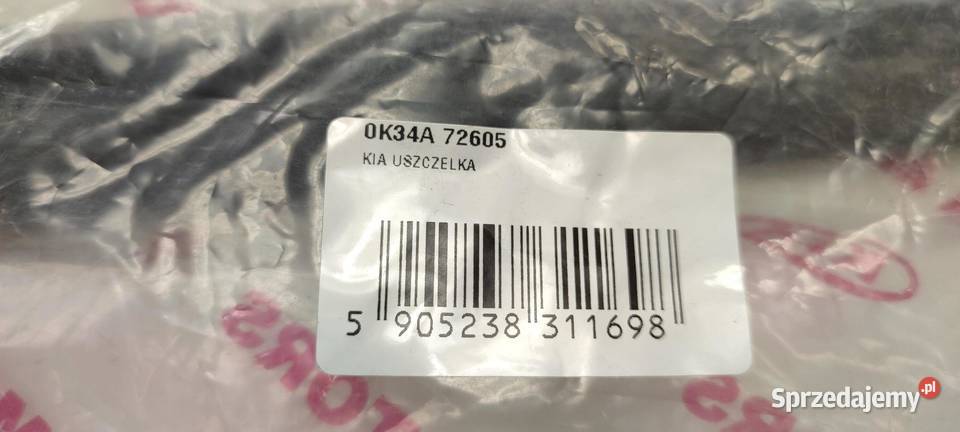 0K34A 72605
KIA USZCZELKA
5 905238 311698
Sprzedajemy.pl